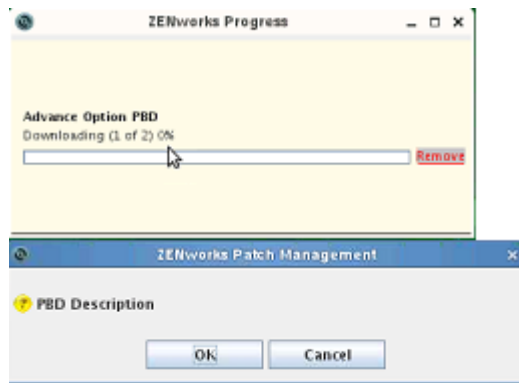 ZENworks Progress
Advance Option PBD
Downloading (1 of 2) 0%
Remove
ZENworks Patch Management
PBD Description
OK Cancel